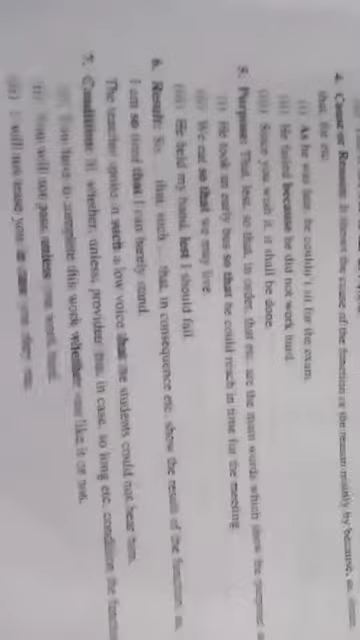 4. Cause or Reason: It shows the cause of the function or the reason mainly by because, as, since,
that, for etc.
(i) As he was late he couldn't sit for the exam.
(ii) He failed because he did not work hard.
(iii) Since you wish it, it shall be done.
5. Purpose: That, lest, so that, in order that etc. are the main words which show the purpose
(i) He took an early bus so that he could reach in time for the meeting.
(ii) We eat so that we may live.
(iii) He held my hand lest I should fall.
6. Result: So ... that, such ... that, in consequence etc. show the result of the function
I am so tired that I can barely stand.
The teacher spoke in such a low voice that the students could not hear him.
7. Condition: If, whether, unless, provided that, in case, so long etc. condition the function
(i) You have to complete this work whether you like it or not.
(ii) You will not pass unless you work hard.
(iii) I will not tease you in case you